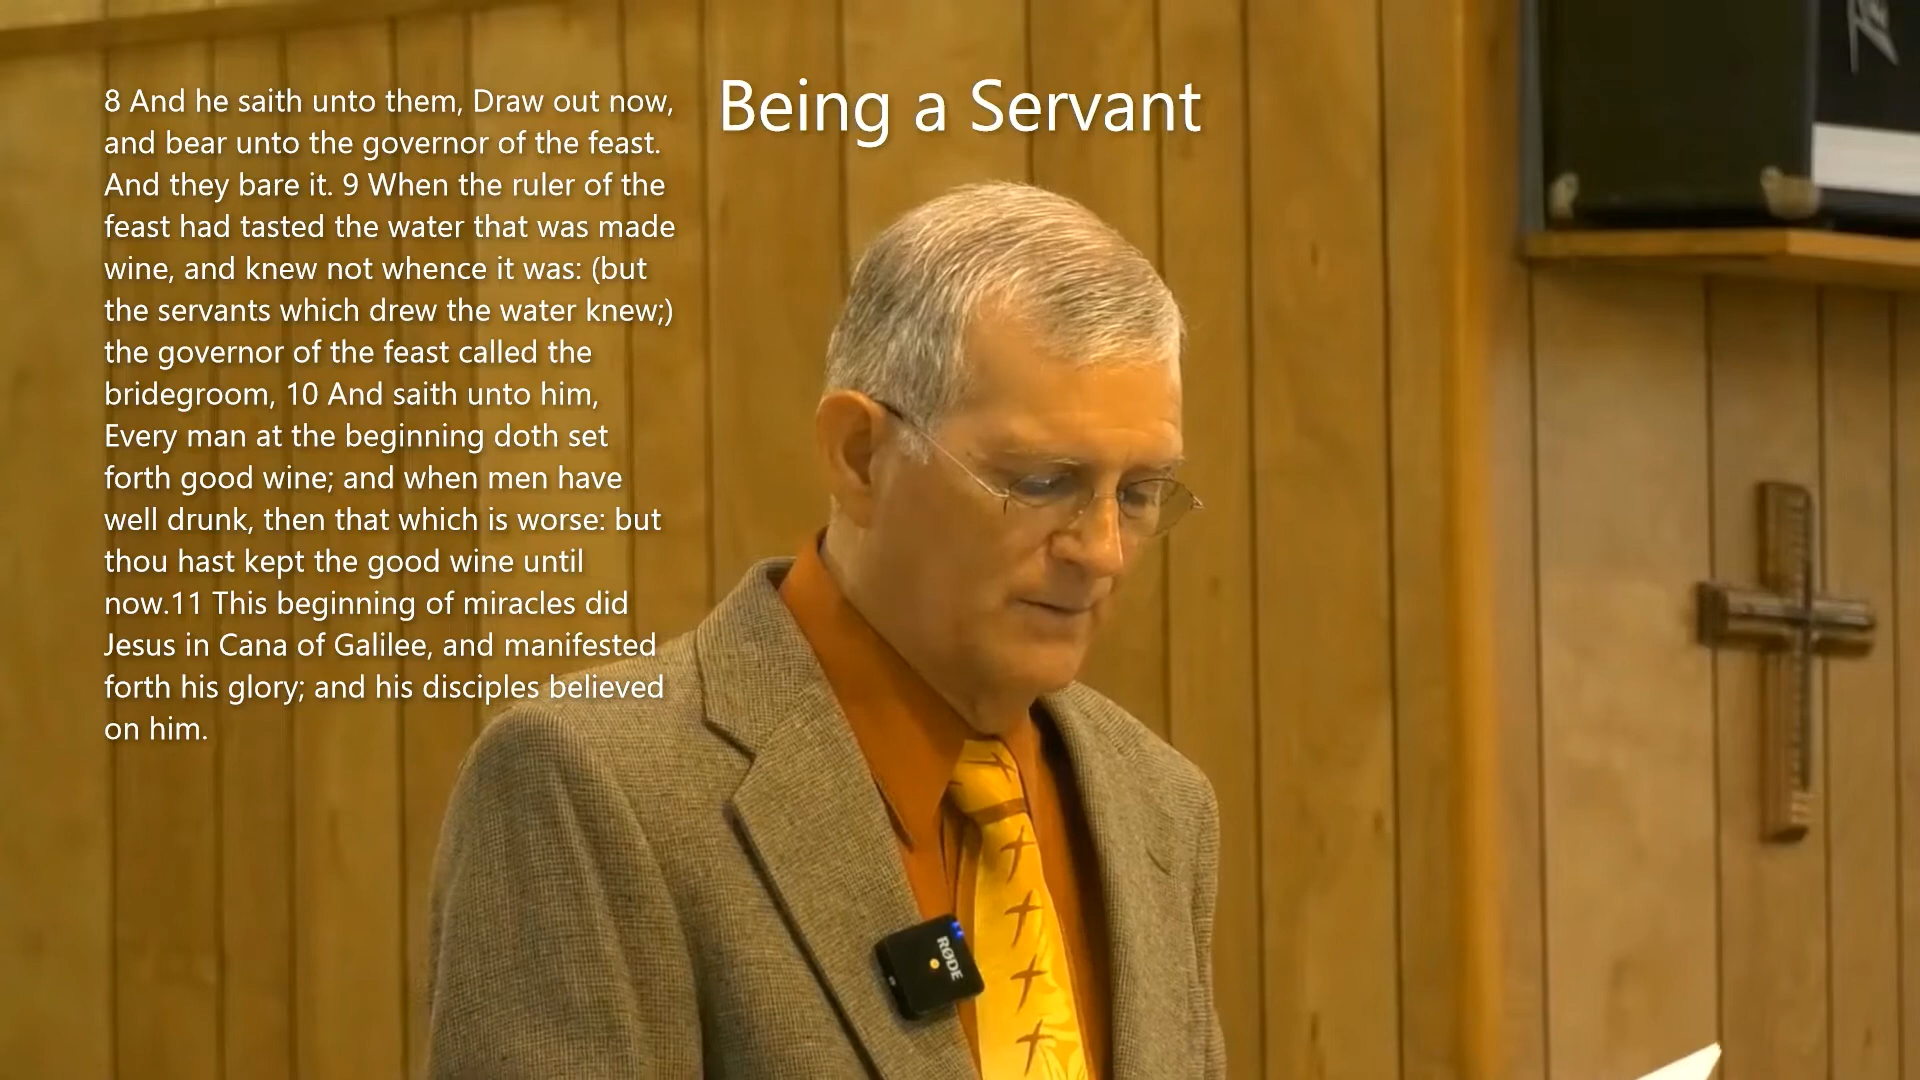 Being a Servant
8 And he saith unto them, Draw out now,
and bear unto the governor of the feast.
And they bare it. 9 When the ruler of the
feast had tasted the water that was made
wine, and knew not whence it was: (but
the servants which drew the water knew;)
the governor of the feast called the
bridegroom, 10 And saith unto him,
Every man at the beginning doth set
forth good wine; and when men have
well drunk, then that which is worse: but
thou hast kept the good wine until
now.11 This beginning of miracles did
Jesus in Cana of Galilee, and manifested
forth his glory; and his disciples believed
on him.
RØDE